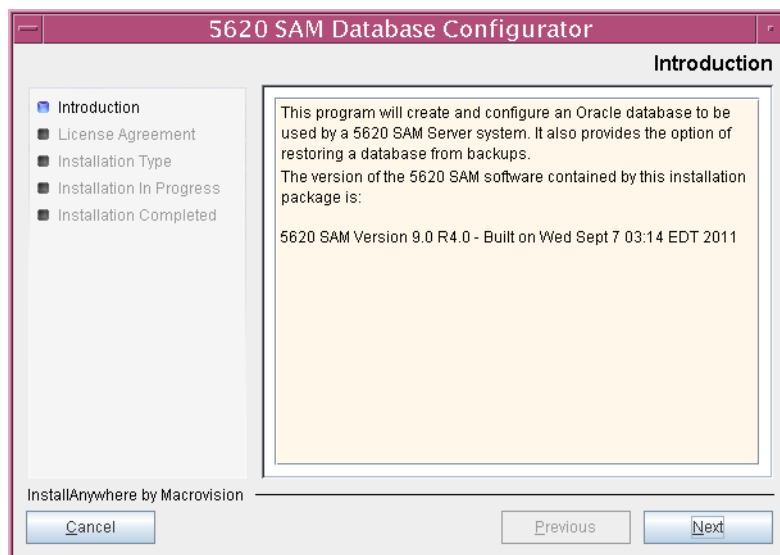 5620 SAM Database Configurator
Introduction
Introduction
License Agreement
Installation Type
Installation In Progress
Installation Completed
This program will create and configure an Oracle database to be
used by a 5620 SAM Server system. It also provides the option of
restoring a database from backups.
The version of the 5620 SAM software contained by this installation
package is:
5620 SAM Version 9.0 R4.0 - Built on Wed Sept 7 03:14 EDT 2011
InstallAnywhere by Macrovision
Cancel
Previous
Next